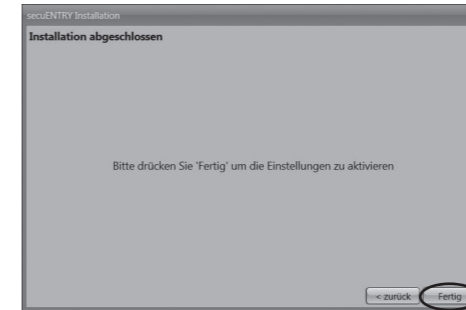 secuENTRY Installation
Installation abgeschlossen
Bitte drücken Sie 'Fertig' um die Einstellungen zu aktivieren
< zurück
Fertig